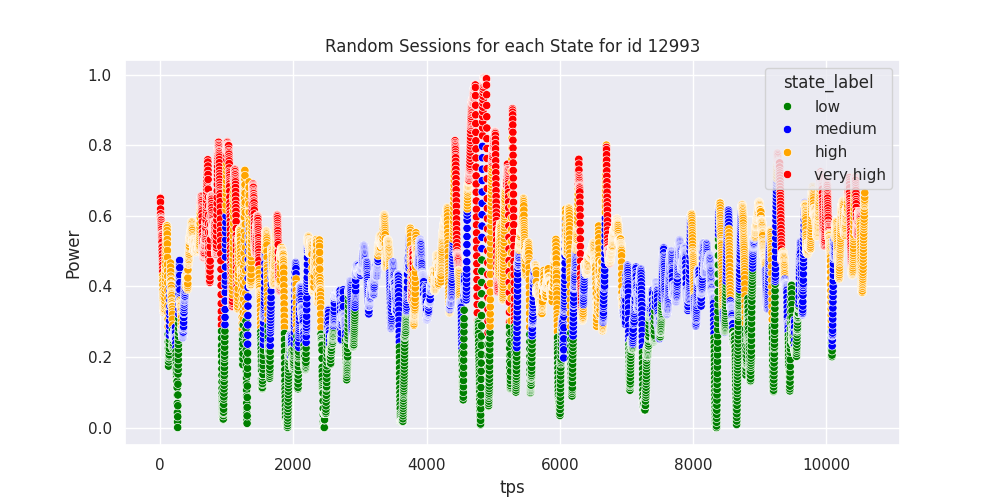 Random Sessions for each State for id 12993
state_label
low
medium
high
very high
Power
1.0
0.8
0.6
0.4
0.2
0.0
0
2000
4000
6000
8000
10000
tps